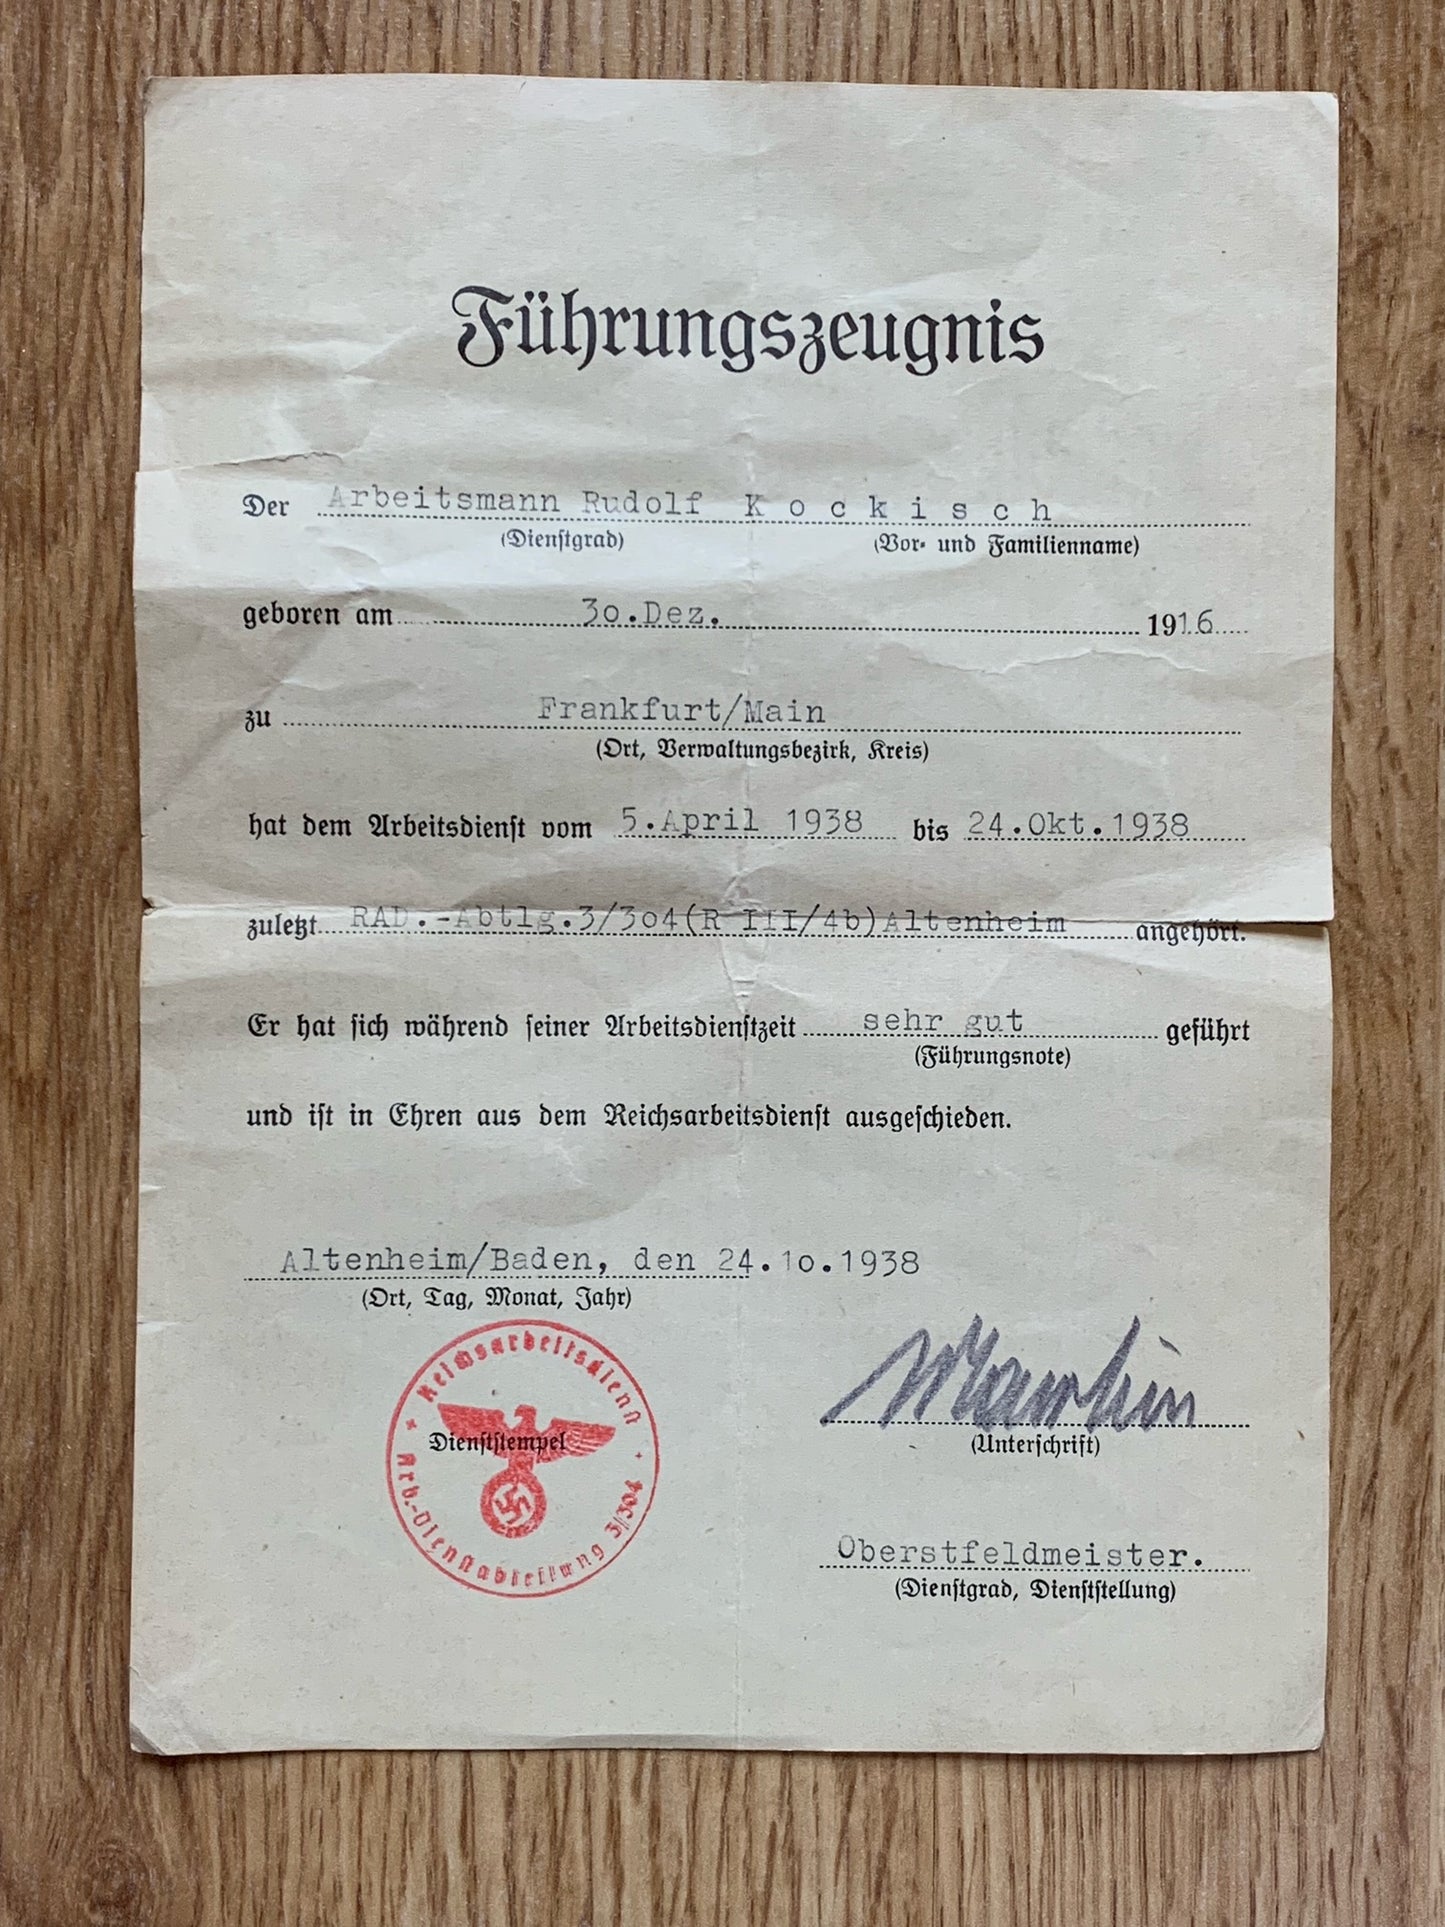 Führungszeugnis
Der Arbeitsmann Rudolf K o c k i s c h
(Dienstgrad) (Vor- und Familienname)
geboren am 30.Dez. 1916
zu Frankfurt/Main
(Ort, Verwaltungsbezirk, Kreis)
hat dem Arbeitsdienst vom 5.April 1938 bis 24.Okt.1938
zuletzt RAD.-Abtlg.3/304(R III/4b)Altenheim angehört.
Er hat sich während seiner Arbeitsdienstzeit sehr gut geführt
(Führungsnote)
und ist in Ehren aus dem Reichsarbeitsdienst ausgeschieden.
Altenheim/Baden, den 24.10.1938
(Ort, Tag, Monat, Jahr)
Reichsarbeitsdienst
Dienststempel
Arb.-Dienstabteilung 3/304
(Unterschrift)
Oberstfeldmeister.
(Dienstgrad, Dienststellung)